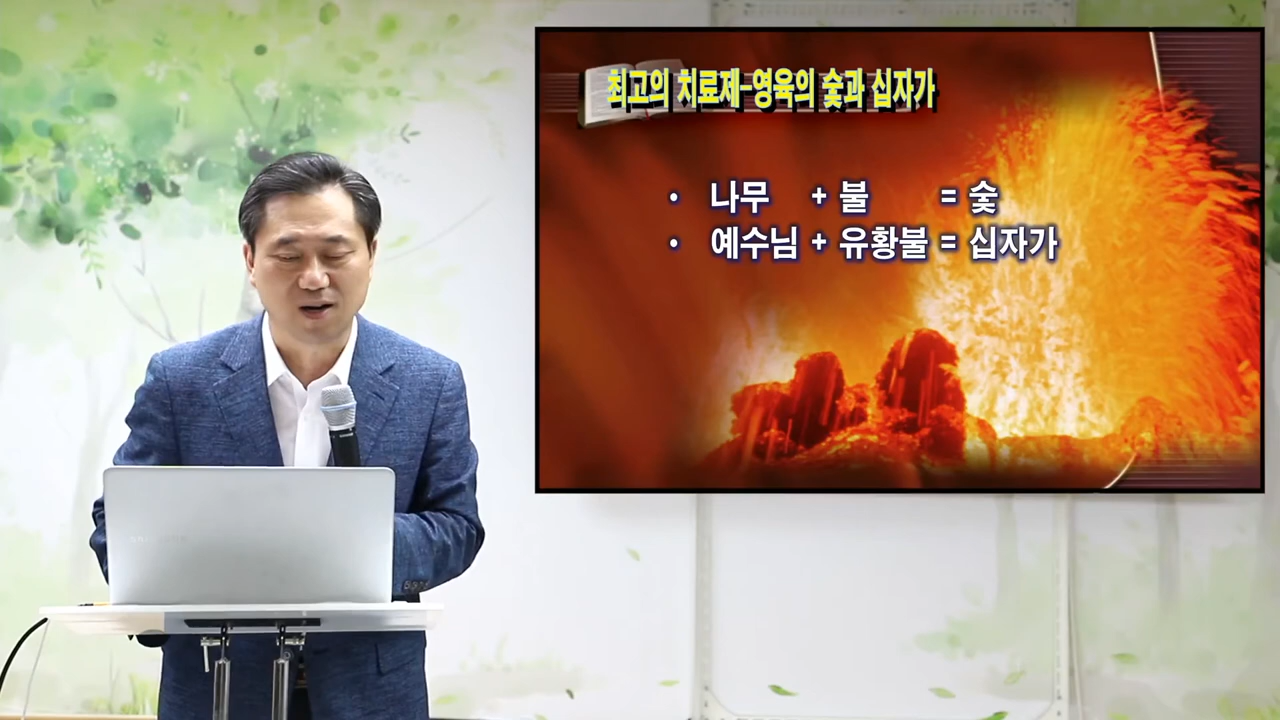 최고의 치료제-영육의 숯과 십자가
• 나무 + 불 = 숯
• 예수님 + 유황불 = 십자가